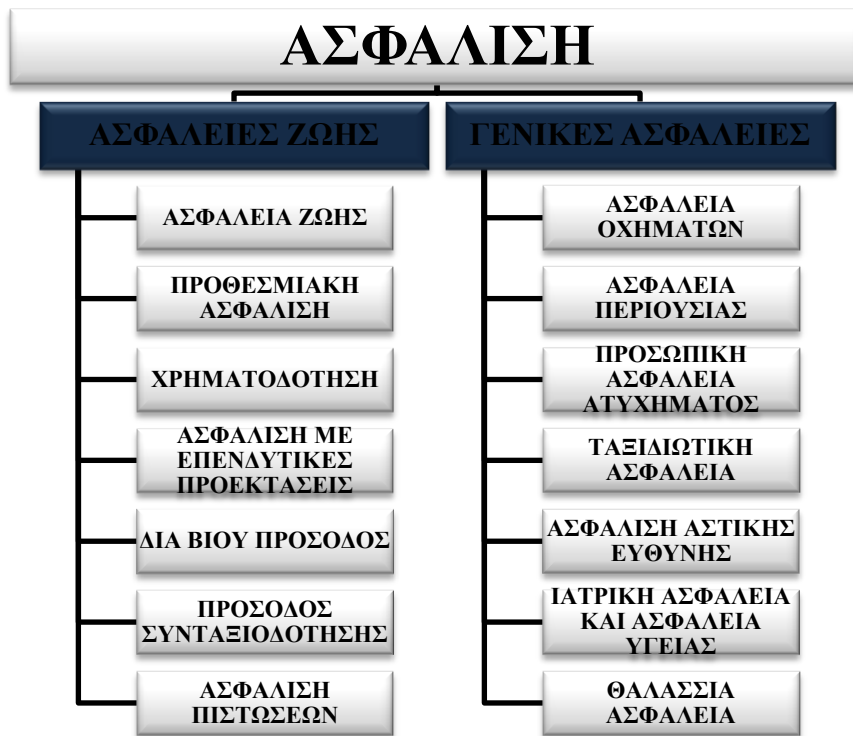 ΑΣΦΑΛΙΣΗ
ΑΣΦΑΛΕΙΕΣ ΖΩΗΣ
ΑΣΦΑΛΕΙΑ ΖΩΗΣ
ΠΡΟΘΕΣΜΙΑΚΗ
ΑΣΦΑΛΙΣΗ
ΧΡΗΜΑΤΟΔΟΤΗΣΗ
ΑΣΦΑΛΙΣΗ ΜΕ
ΕΠΕΝΔΥΤΙΚΕΣ
ΠΡΟΕΚΤΑΣΕΙΣ
ΔΙΑ ΒΙΟΥ ΠΡΟΣΟΔΟΣ
ΠΡΟΣΟΔΟΣ
ΣΥΝΤΑΞΙΟΔΟΤΗΣΗΣ
ΑΣΦΑΛΙΣΗ
ΠΙΣΤΩΣΕΩΝ
ΓΕΝΙΚΕΣ ΑΣΦΑΛΕΙΕΣ
ΑΣΦΑΛΕΙΑ
ΟΧΗΜΑΤΩΝ
ΑΣΦΑΛΕΙΑ
ΠΕΡΙΟΥΣΙΑΣ
ΠΡΟΣΩΠΙΚΗ
ΑΣΦΑΛΕΙΑ
ΑΤΥΧΗΜΑΤΟΣ
ΤΑΞΙΔΙΩΤΙΚΗ
ΑΣΦΑΛΕΙΑ
ΑΣΦΑΛΙΣΗ ΑΣΤΙΚΗΣ
ΕΥΘΥΝΗΣ
ΙΑΤΡΙΚΗ ΑΣΦΑΛΕΙΑ
ΚΑΙ ΑΣΦΑΛΕΙΑ
ΥΓΕΙΑΣ
ΘΑΛΑΣΣΙΑ
ΑΣΦΑΛΕΙΑ